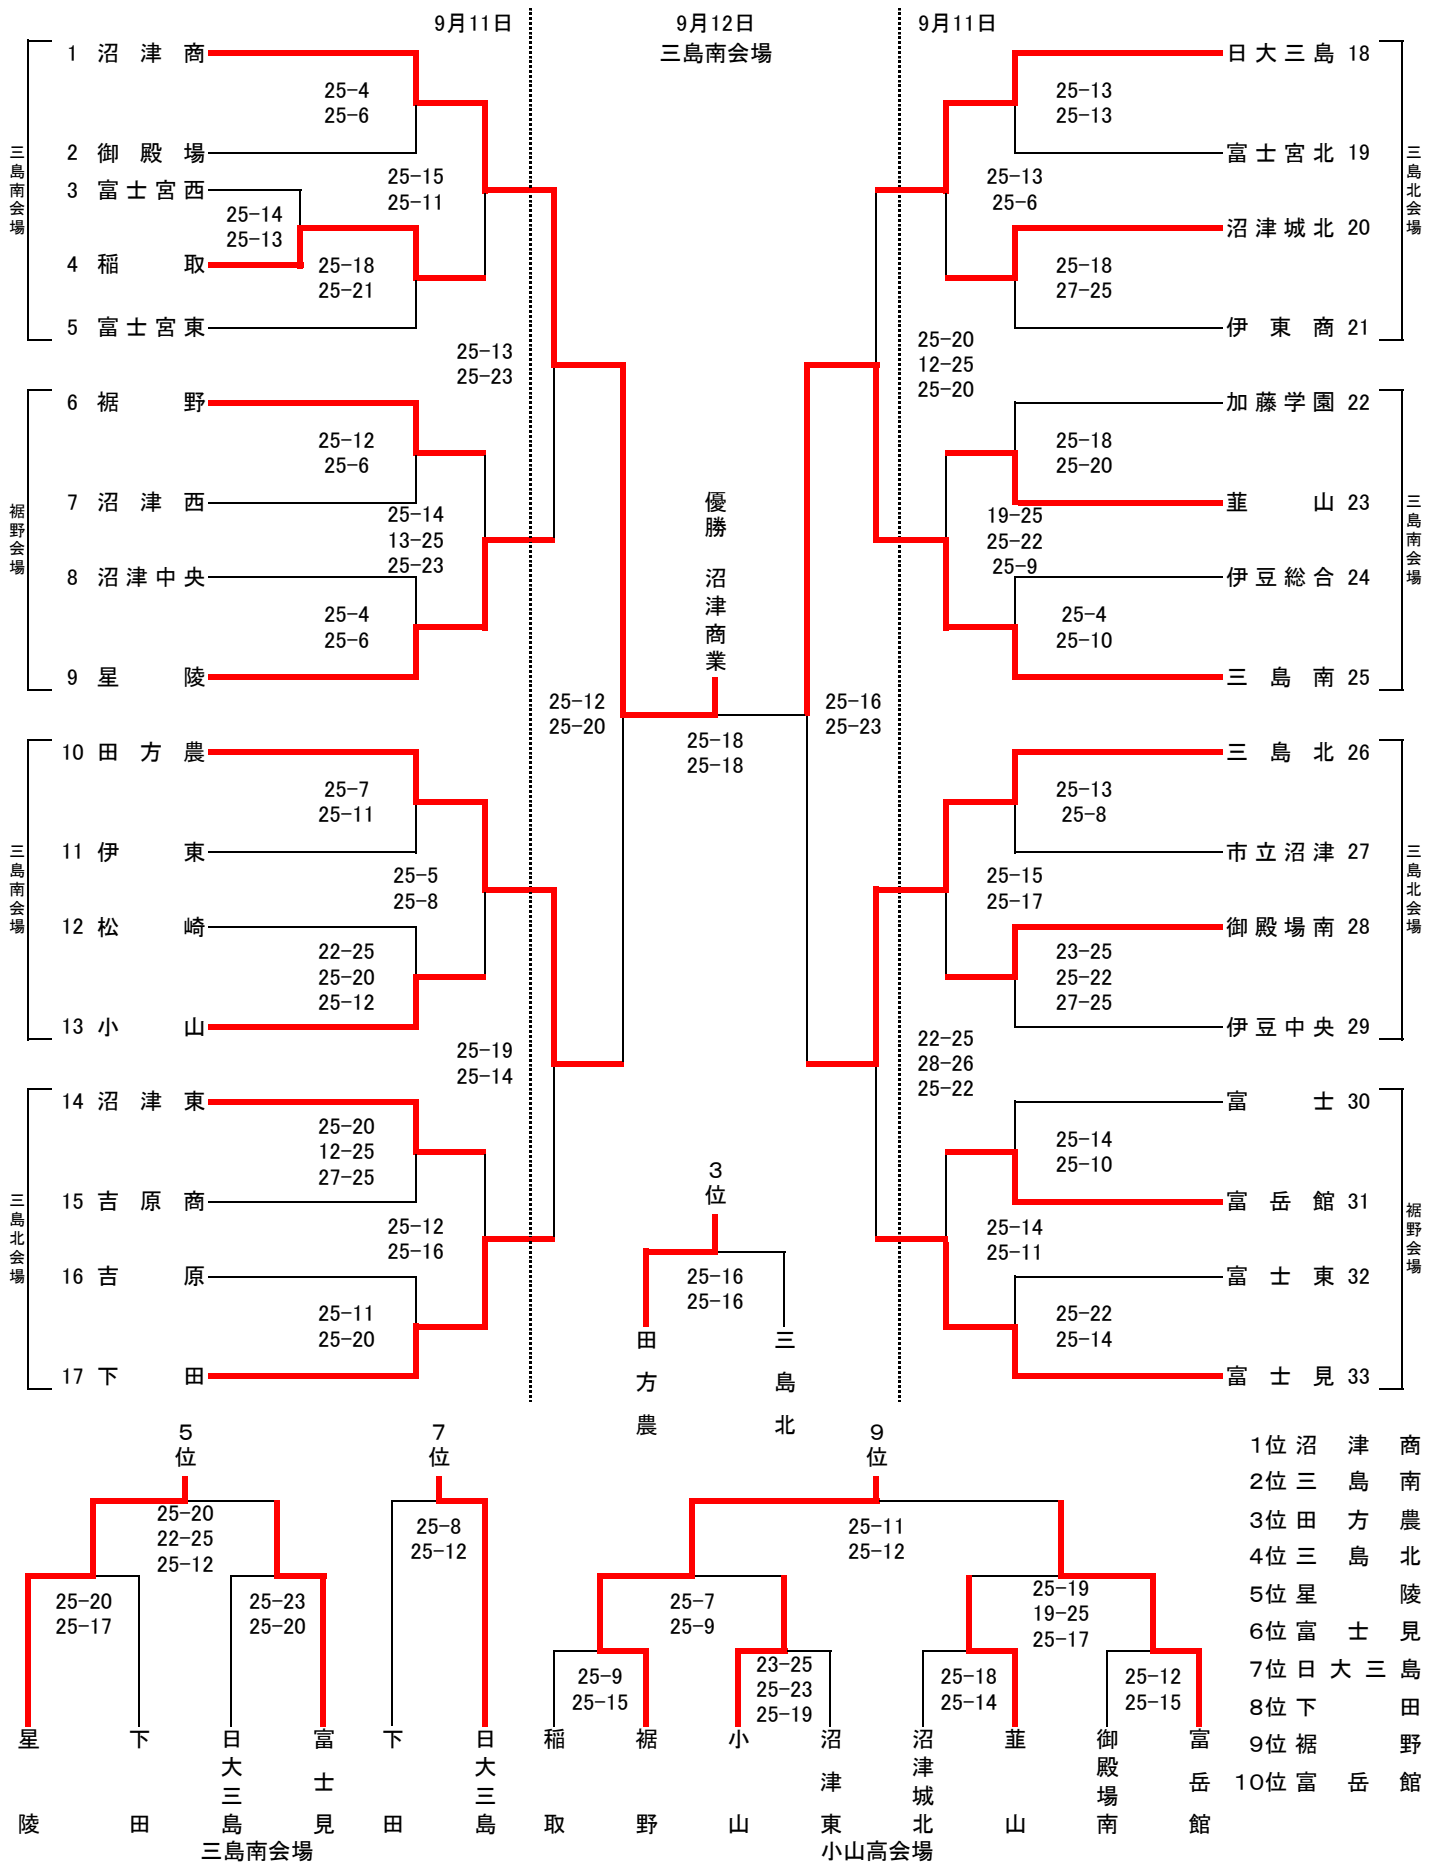 9月11日
9月12日
三島南会場
9月11日
三島南会場
1 沼津商
25-4
25-6
2 御殿場
3 富士宮西
25-14
25-13
4 稲取
25-18
25-21
5 富士宮東
25-15
25-11
25-13
25-23
裾野会場
6 裾野
25-12
25-6
7 沼津西
25-14
13-25
25-23
8 沼津中央
25-4
25-6
9 星陵
25-12
25-20
三島南会場
10 田方農
25-7
25-11
11 伊東
25-5
25-8
12 松崎
22-25
25-20
25-12
13 小山
25-19
25-14
三島北会場
14 沼津東
25-20
12-25
27-25
15 吉原商
25-12
25-16
16 吉原
25-11
25-20
17 下田
優勝 沼津商業
25-18
25-18
25-16
25-23
日大三島 18
25-13
25-13
富士宮北 19
25-13
25-6
沼津城北 20
25-18
27-25
伊東商 21
三島北会場
25-20
12-25
25-20
加藤学園 22
25-18
25-20
韮山 23
19-25
25-22
25-9
伊豆総合 24
25-4
25-10
三島南 25
三島南会場
三島北 26
25-13
25-8
市立沼津 27
25-15
25-17
御殿場南 28
23-25
25-22
27-25
伊豆中央 29
三島北会場
22-25
28-26
25-22
富士 30
25-14
25-10
富岳館 31
25-14
25-11
富士東 32
25-22
25-14
富士見 33
裾野会場
3位
25-16
25-16
田方農
三島北
5位
25-20
22-25
25-12
25-20
25-17
25-23
25-20
星陵
下田
日大三島
富士見
7位
25-8
25-12
下田
日大三島
三島南会場
9位
25-11
25-12
25-7
25-9
25-19
19-25
25-17
25-9
25-15
23-25
25-23
25-19
25-18
25-14
25-12
25-15
稲取
裾野
小山
沼津東
沼津城北
韮山
御殿場南
富岳館
小山高会場
1位 沼津商
2位 三島南
3位 田方農
4位 三島北
5位 星陵
6位 富士見
7位 日大三島
8位 下田
9位 裾野
10位 富岳館